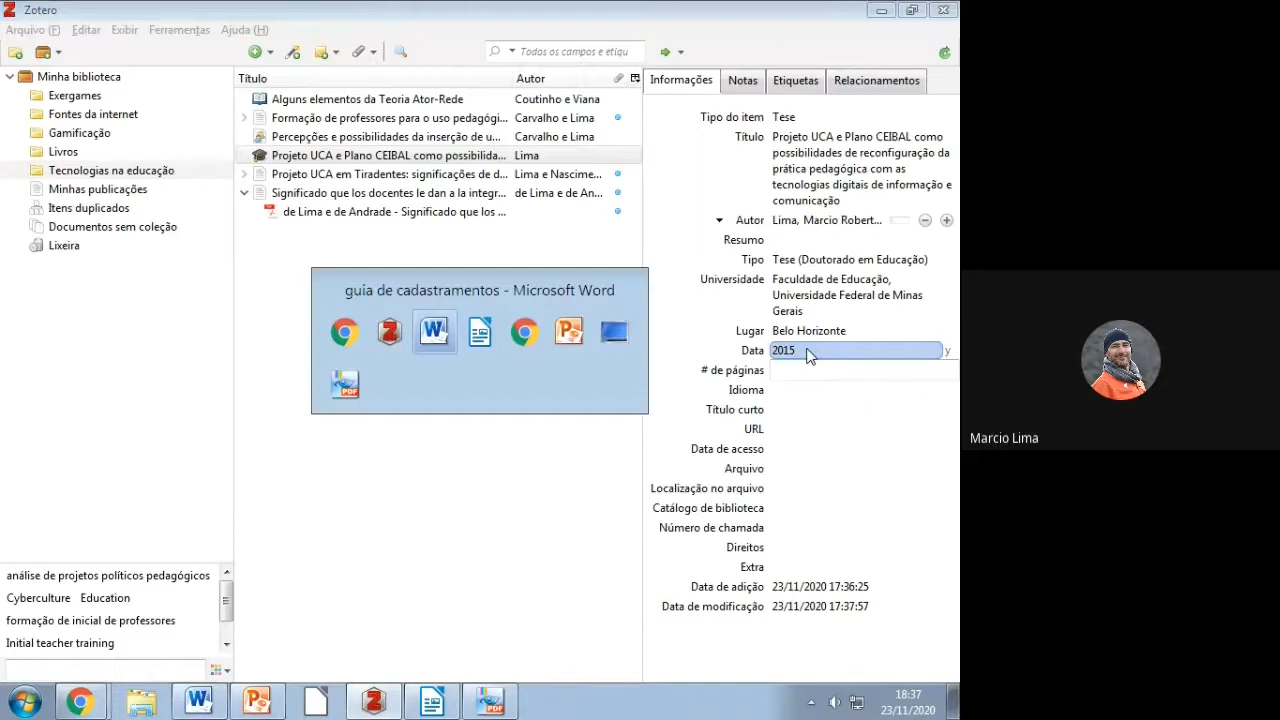 Zotero
Arquivo (F) Editar Exibir Ferramentas Ajuda (H)
Todos os campos e etiqu
Minha biblioteca
Exergames
Fontes da internet
Gamificação
Livros
Tecnologias na educação
Minhas publicações
Itens duplicados
Documentos sem coleção
Lixeira
análise de projetos políticos pedagógicos
Cyberculture Education
formação de inicial de professores
Initial teacher training
Título Autor
Alguns elementos da Teoria Ator-Rede Coutinho e Viana
Formação de professores para o uso pedagógi... Carvalho e Lima
Percepções e possibilidades da inserção de u... Carvalho e Lima
Projeto UCA e Plano CEIBAL como possibilida... Lima
Projeto UCA em Tiradentes: significações de d... Lima e Nascime...
Significado que los docentes le dan a la integr... de Lima e de An...
de Lima e de Andrade - Significado que los ...
guia de cadastramentos - Microsoft Word
Informações Notas Etiquetas Relacionamentos
Tipo do item Tese
Título Projeto UCA e Plano CEIBAL como
possibilidades de reconfiguração da
prática pedagógica com as
tecnologias digitais de informação e
comunicação
Autor Lima, Marcio Robert...
Resumo
Tipo Tese (Doutorado em Educação)
Universidade Faculdade de Educação,
Universidade Federal de Minas
Gerais
Lugar Belo Horizonte
Data 2015 y
# de páginas
Idioma
Título curto
URL
Data de acesso
Arquivo
Localização no arquivo
Catálogo de biblioteca
Número de chamada
Direitos
Extra
Data de adição 23/11/2020 17:36:25
Data de modificação 23/11/2020 17:37:57
Marcio Lima
18:37
23/11/2020